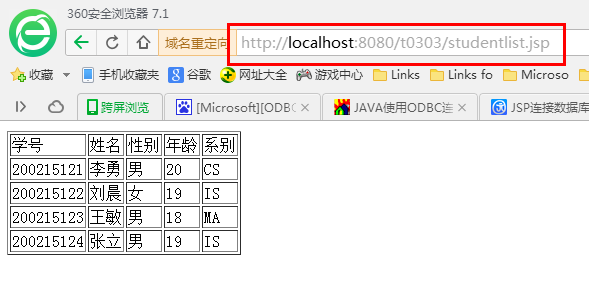 360安全浏览器 7.1
域名重定向 http://localhost:8080/t0303/studentlist.jsp
收藏 手机收藏夹 谷歌 网址大全 游戏中心 Links Links fo Microso
跨屏浏览 [Microsoft][ODBC JAVA使用ODBC连 JSP连接数据库
学号 姓名 性别 年龄 系别
200215121 李勇 男 20 CS
200215122 刘晨 女 19 IS
200215123 王敏 男 18 MA
200215124 张立 男 19 IS